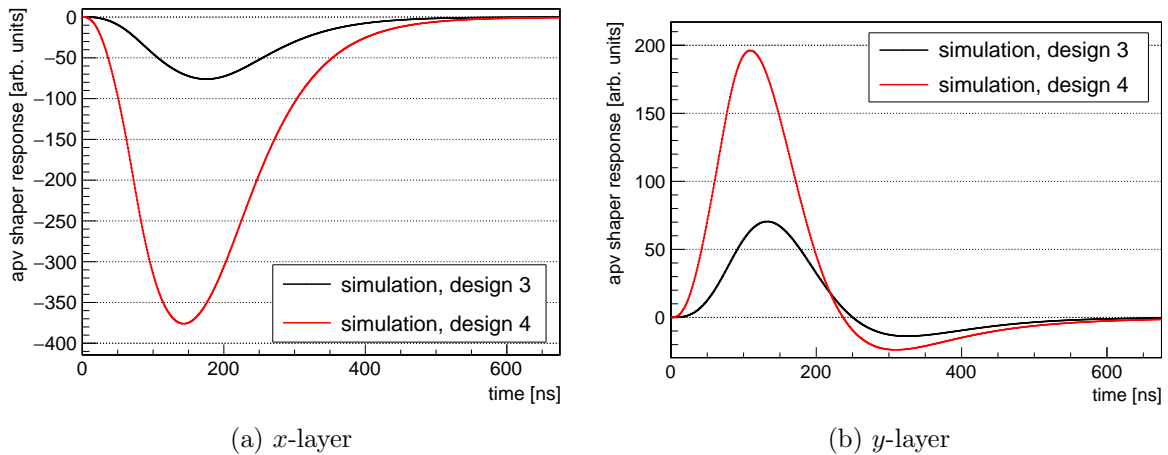 apv shaper response [arb. units]
0
−50
−100
−150
−200
−250
−300
−350
−400
simulation, design 3
simulation, design 4
0 200 400 600
time [ns]
(a) x-layer
apv shaper response [arb. units]
200
150
100
50
0
simulation, design 3
simulation, design 4
0 200 400 600
time [ns]
(b) y-layer